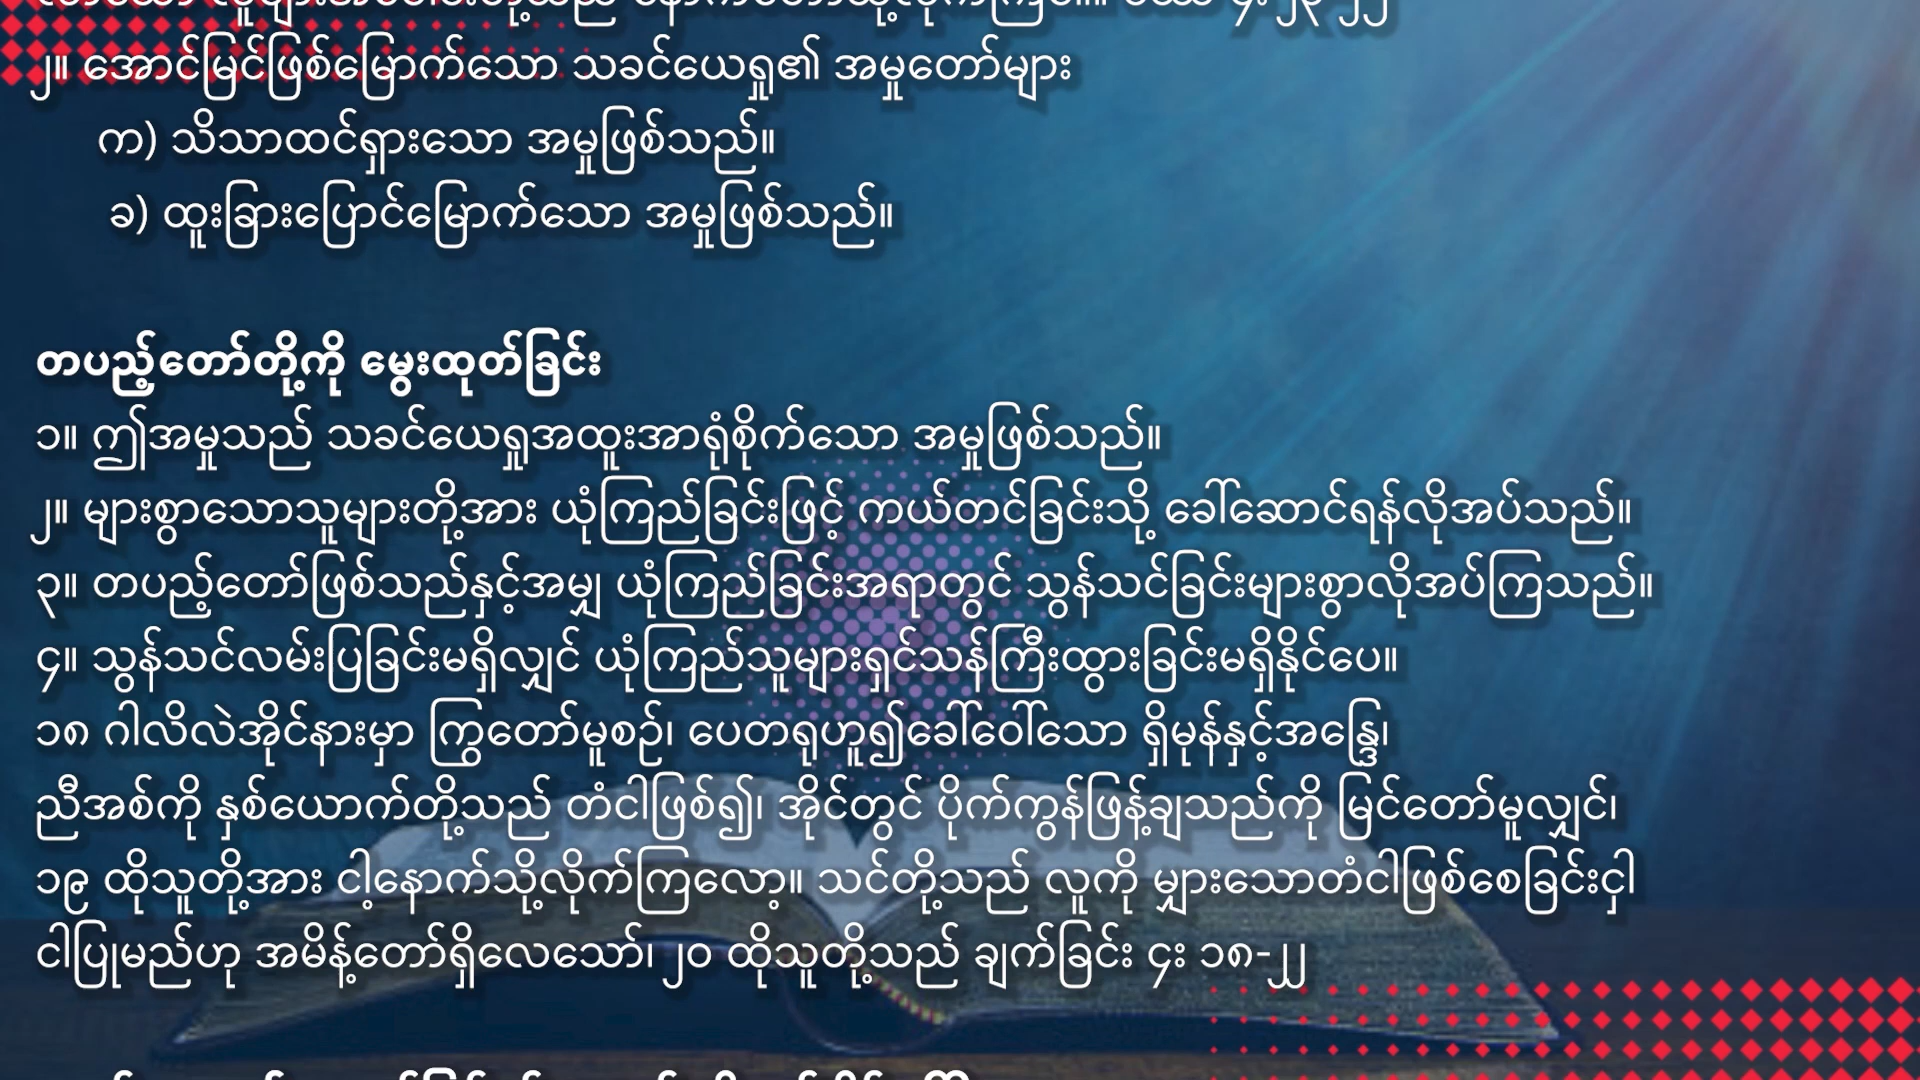 လူများအပေါင်းတို့သည် နောက်တော်သို့လိုက်ကြ
၂။ အောင်မြင်ဖြစ်မြောက်သော သခင်ယေရှု၏ အမှုတော်များ
က) သိသာထင်ရှားသော အမှုဖြစ်သည်။
ခ) ထူးခြားပြောင်မြောက်သော အမှုဖြစ်သည်။
တပည့်တော်တို့ကို မွေးထုတ်ခြင်း
၁။ ဤအမှုသည် သခင်ယေရှုအထူးအာရုံစိုက်သော အမှုဖြစ်သည်။
၂။ များစွာသောသူများတို့အား ယုံကြည်ခြင်းဖြင့် ကယ်တင်ခြင်းသို့ ခေါ်ဆောင်ရန်လိုအပ်သည်။
၃။ တပည့်တော်ဖြစ်သည်နှင့်အမျှ ယုံကြည်ခြင်းအရာတွင် သွန်သင်ခြင်းများစွာလိုအပ်ကြသည်။
၄။ သွန်သင်လမ်းပြခြင်းမရှိလျှင် ယုံကြည်သူများရှင်သန်ကြီးထွားခြင်းမရှိနိုင်ပေ။
၁၈ ဂါလိလဲအိုင်နားမှာ ကြွတော်မူစဉ်၊ ပေတရုဟူ၍ခေါ်ဝေါ်သော ရှိမုန်နှင့်အန္ဒြေ၊
ညီအစ်ကို နှစ်ယောက်တို့သည် တံငါဖြစ်၍၊ အိုင်တွင် ပိုက်ကွန်ဖြန့်ချသည်ကို မြင်တော်မူလျှင်၊
၁၉ ထိုသူတို့အား ငါ့နောက်သို့လိုက်ကြလော့။ သင်တို့သည် လူကို မျှားသောတံငါဖြစ်စေခြင်းငှါ
ငါပြုမည်ဟု အမိန့်တော်ရှိလေသော်၊ ၂၀ ထိုသူတို့သည် ချက်ခြင်း ၄း ၁၈-၂၂